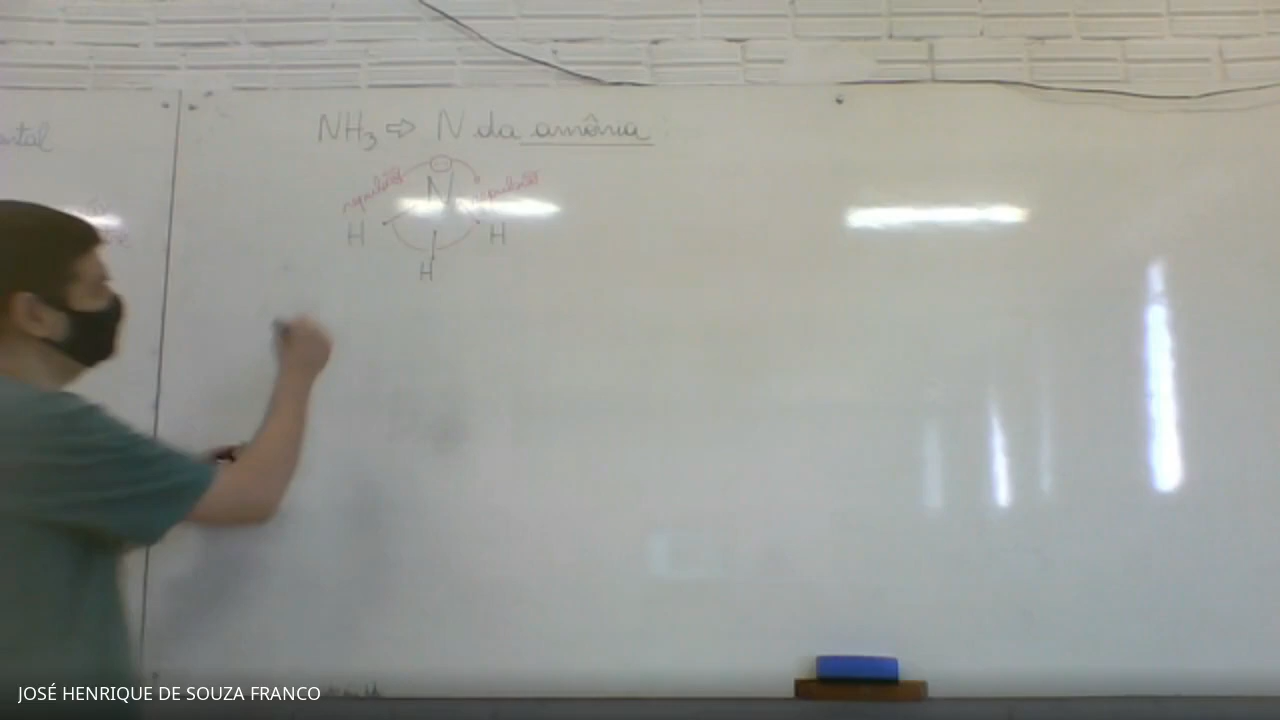 NH₃ ⇨ N da amônia
repulsão N repulsão
H H
H
JOSÉ HENRIQUE DE SOUZA FRANCO